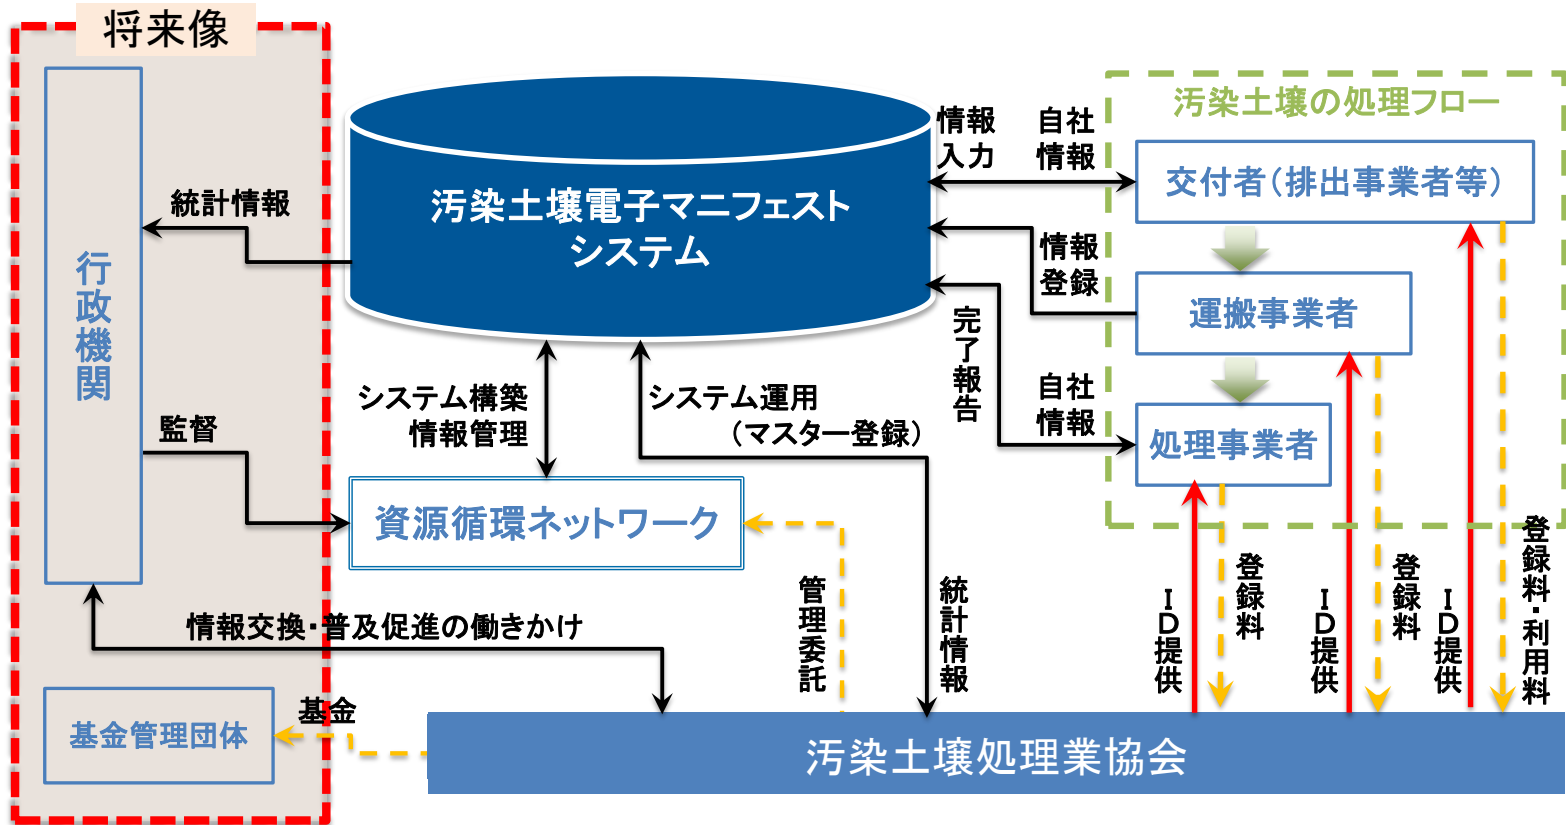 将来像
行政機関
統計情報
監督
汚染土壌電子マニフェスト
システム
情報
入力
自社
情報
汚染土壌の処理フロー
交付者（排出事業者等）
情報
登録
運搬事業者
完了報告
自社
情報
処理事業者
システム構築
情報管理
システム運用
（マスター登録）
資源循環ネットワーク
管理委託
統計情報
ＩＤ提供
登録料
ＩＤ提供
登録料
ＩＤ提供
登録料・利用料
情報交換・普及促進の働きかけ
基金管理団体
基金
汚染土壌処理業協会